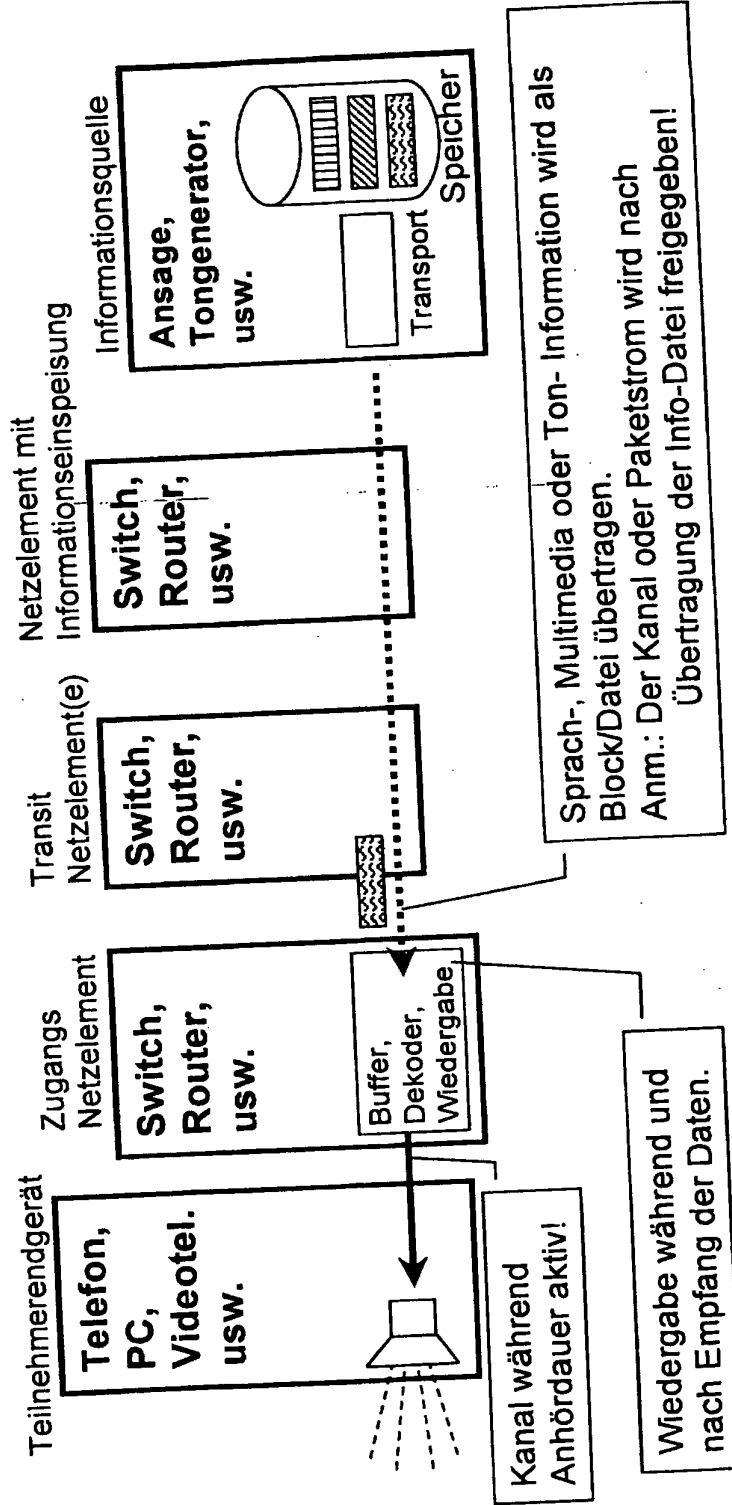 Teilnehmerendgerät
Telefon,
PC,
Videotel.
usw.
Zugangs
Netzelement
Switch,
Router,
usw.
Buffer,
Dekoder,
Wiedergabe
Transit
Netzelement(e)
Switch,
Router,
usw.
Netzelement mit
Informationseinspeisung
Switch,
Router,
usw.
Informationsquelle
Ansage,
Tongenerator,
usw.
Transport
Speicher
Kanal während
Anhördauer aktiv!
Wiedergabe während und
nach Empfang der Daten.
Sprach-, Multimedia oder Ton- Information wird als
Block/Datei übertragen.
Anm.: Der Kanal oder Paketstrom wird nach
Übertragung der Info-Datei freigegeben!